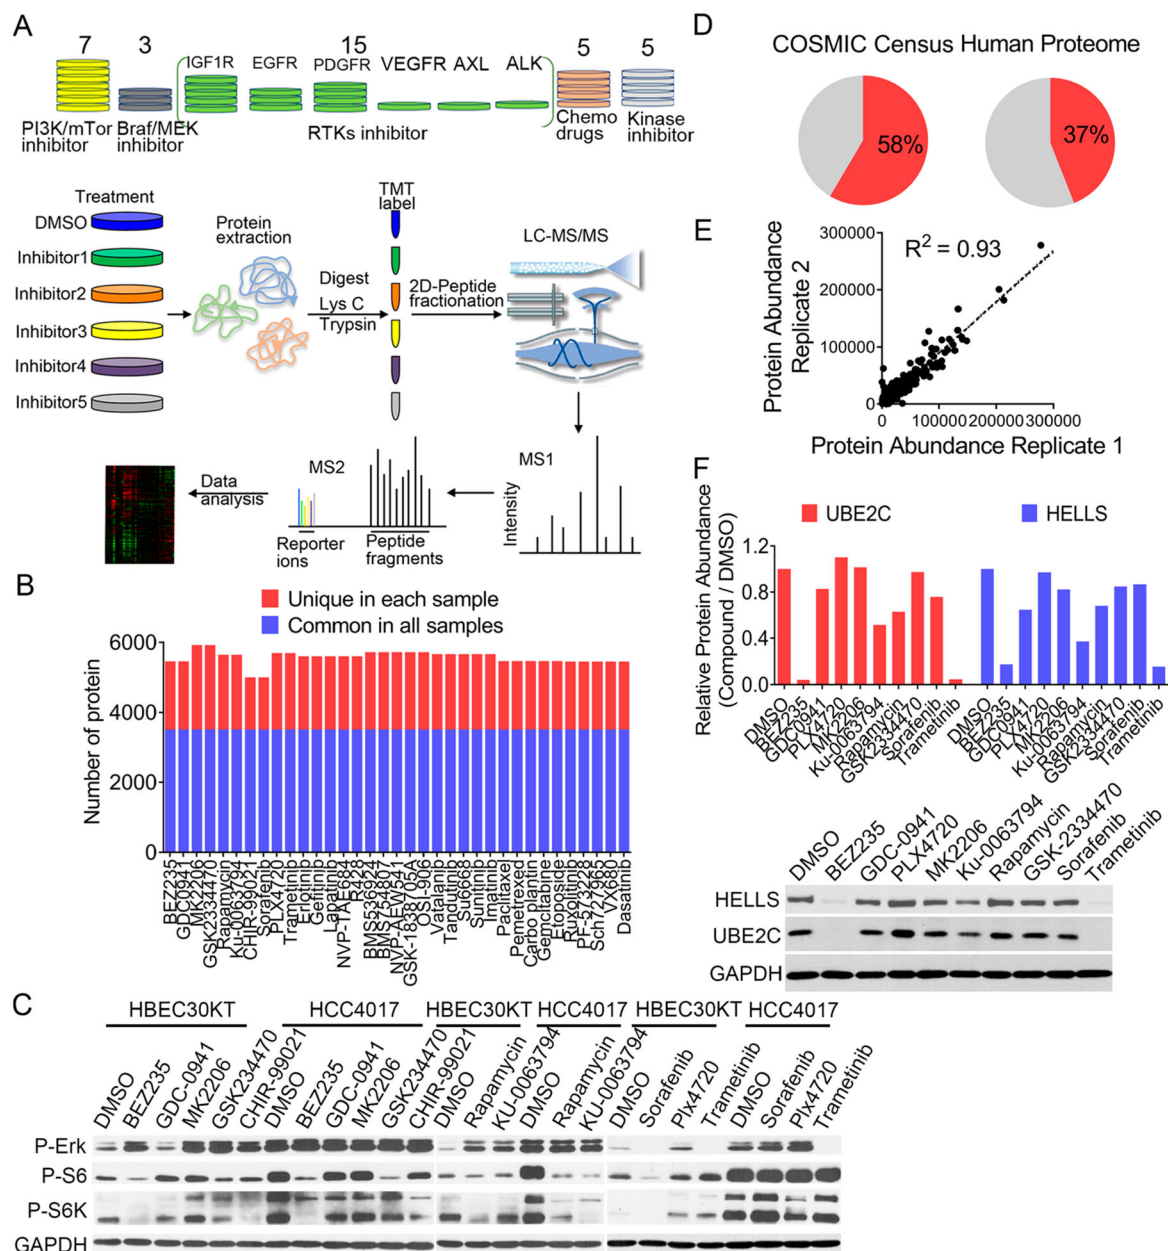 A
7 3 15 5 5
IGF1R EGFR PDGFR VEGFR AXL ALK
PI3K/mTor inhibitor
Braf/MEK inhibitor
RTKs inhibitor
Chemo drugs
Kinase inhibitor
Treatment
DMSO
Inhibitor1
Inhibitor2
Inhibitor3
Inhibitor4
Inhibitor5
Protein extraction
Digest
Lys C
Trypsin
TMT label
2D-Peptide fractionation
LC-MS/MS
MS1
Intensity
MS2
Reporter ions
Peptide fragments
Data analysis
B
Unique in each sample
Common in all samples
Number of protein
6000
4000
2000
0
BEZ235
GDC0941
MK2206
GSK2334470
Rapamycin
Ku-0063794
CHIR-99021
Sorafenib
PLX4720
Trametinib
Erlotinib
Gefitinib
Lapatinib
NVP-TAE684
R428
BMS536924
BMS754807
NVP-AEW541
GSK-1838705A
OSI-906
Vatalanib
Tandutinib
Su6668
Sunitinib
Imatinib
Paclitaxel
Pemetrexed
Carboplatin
Gemcitabine
Etoposide
Ruxolitinib
PF-573228
Sch727965
VX680
Dasatinib
C
HBEC30KT HCC4017 HBEC30KT HCC4017 HBEC30KT HCC4017
DMSO
BEZ235
GDC-0941
MK2206
GSK234470
CHIR-99021
DMSO
BEZ235
GDC-0941
MK2206
GSK234470
CHIR-99021
DMSO
Rapamycin
KU-0063794
DMSO
Rapamycin
KU-0063794
DMSO
Sorafenib
Plx4720
Trametinib
DMSO
Sorafenib
Plx4720
Trametinib
P-Erk
P-S6
P-S6K
GAPDH
D
COSMIC Census Human Proteome
58%
37%
E
Protein Abundance
Replicate 2
300000
200000
100000
0
R² = 0.93
0 100000 200000 300000
Protein Abundance Replicate 1
F
UBE2C HELLS
Relative Protein Abundance
(Compound / DMSO)
1.2
0.8
0.4
0.0
DMSO
BEZ235
GDC0941
PLX4720
MK2206
Ku-0063794
Rapamycin
GSK2334470
Sorafenib
Trametinib
DMSO
BEZ235
GDC0941
PLX4720
MK2206
Ku-0063794
Rapamycin
GSK2334470
Sorafenib
Trametinib
DMSO
BEZ235
GDC-0941
PLX4720
MK2206
Ku-0063794
Rapamycin
GSK-2334470
Sorafenib
Trametinib
HELLS
UBE2C
GAPDH